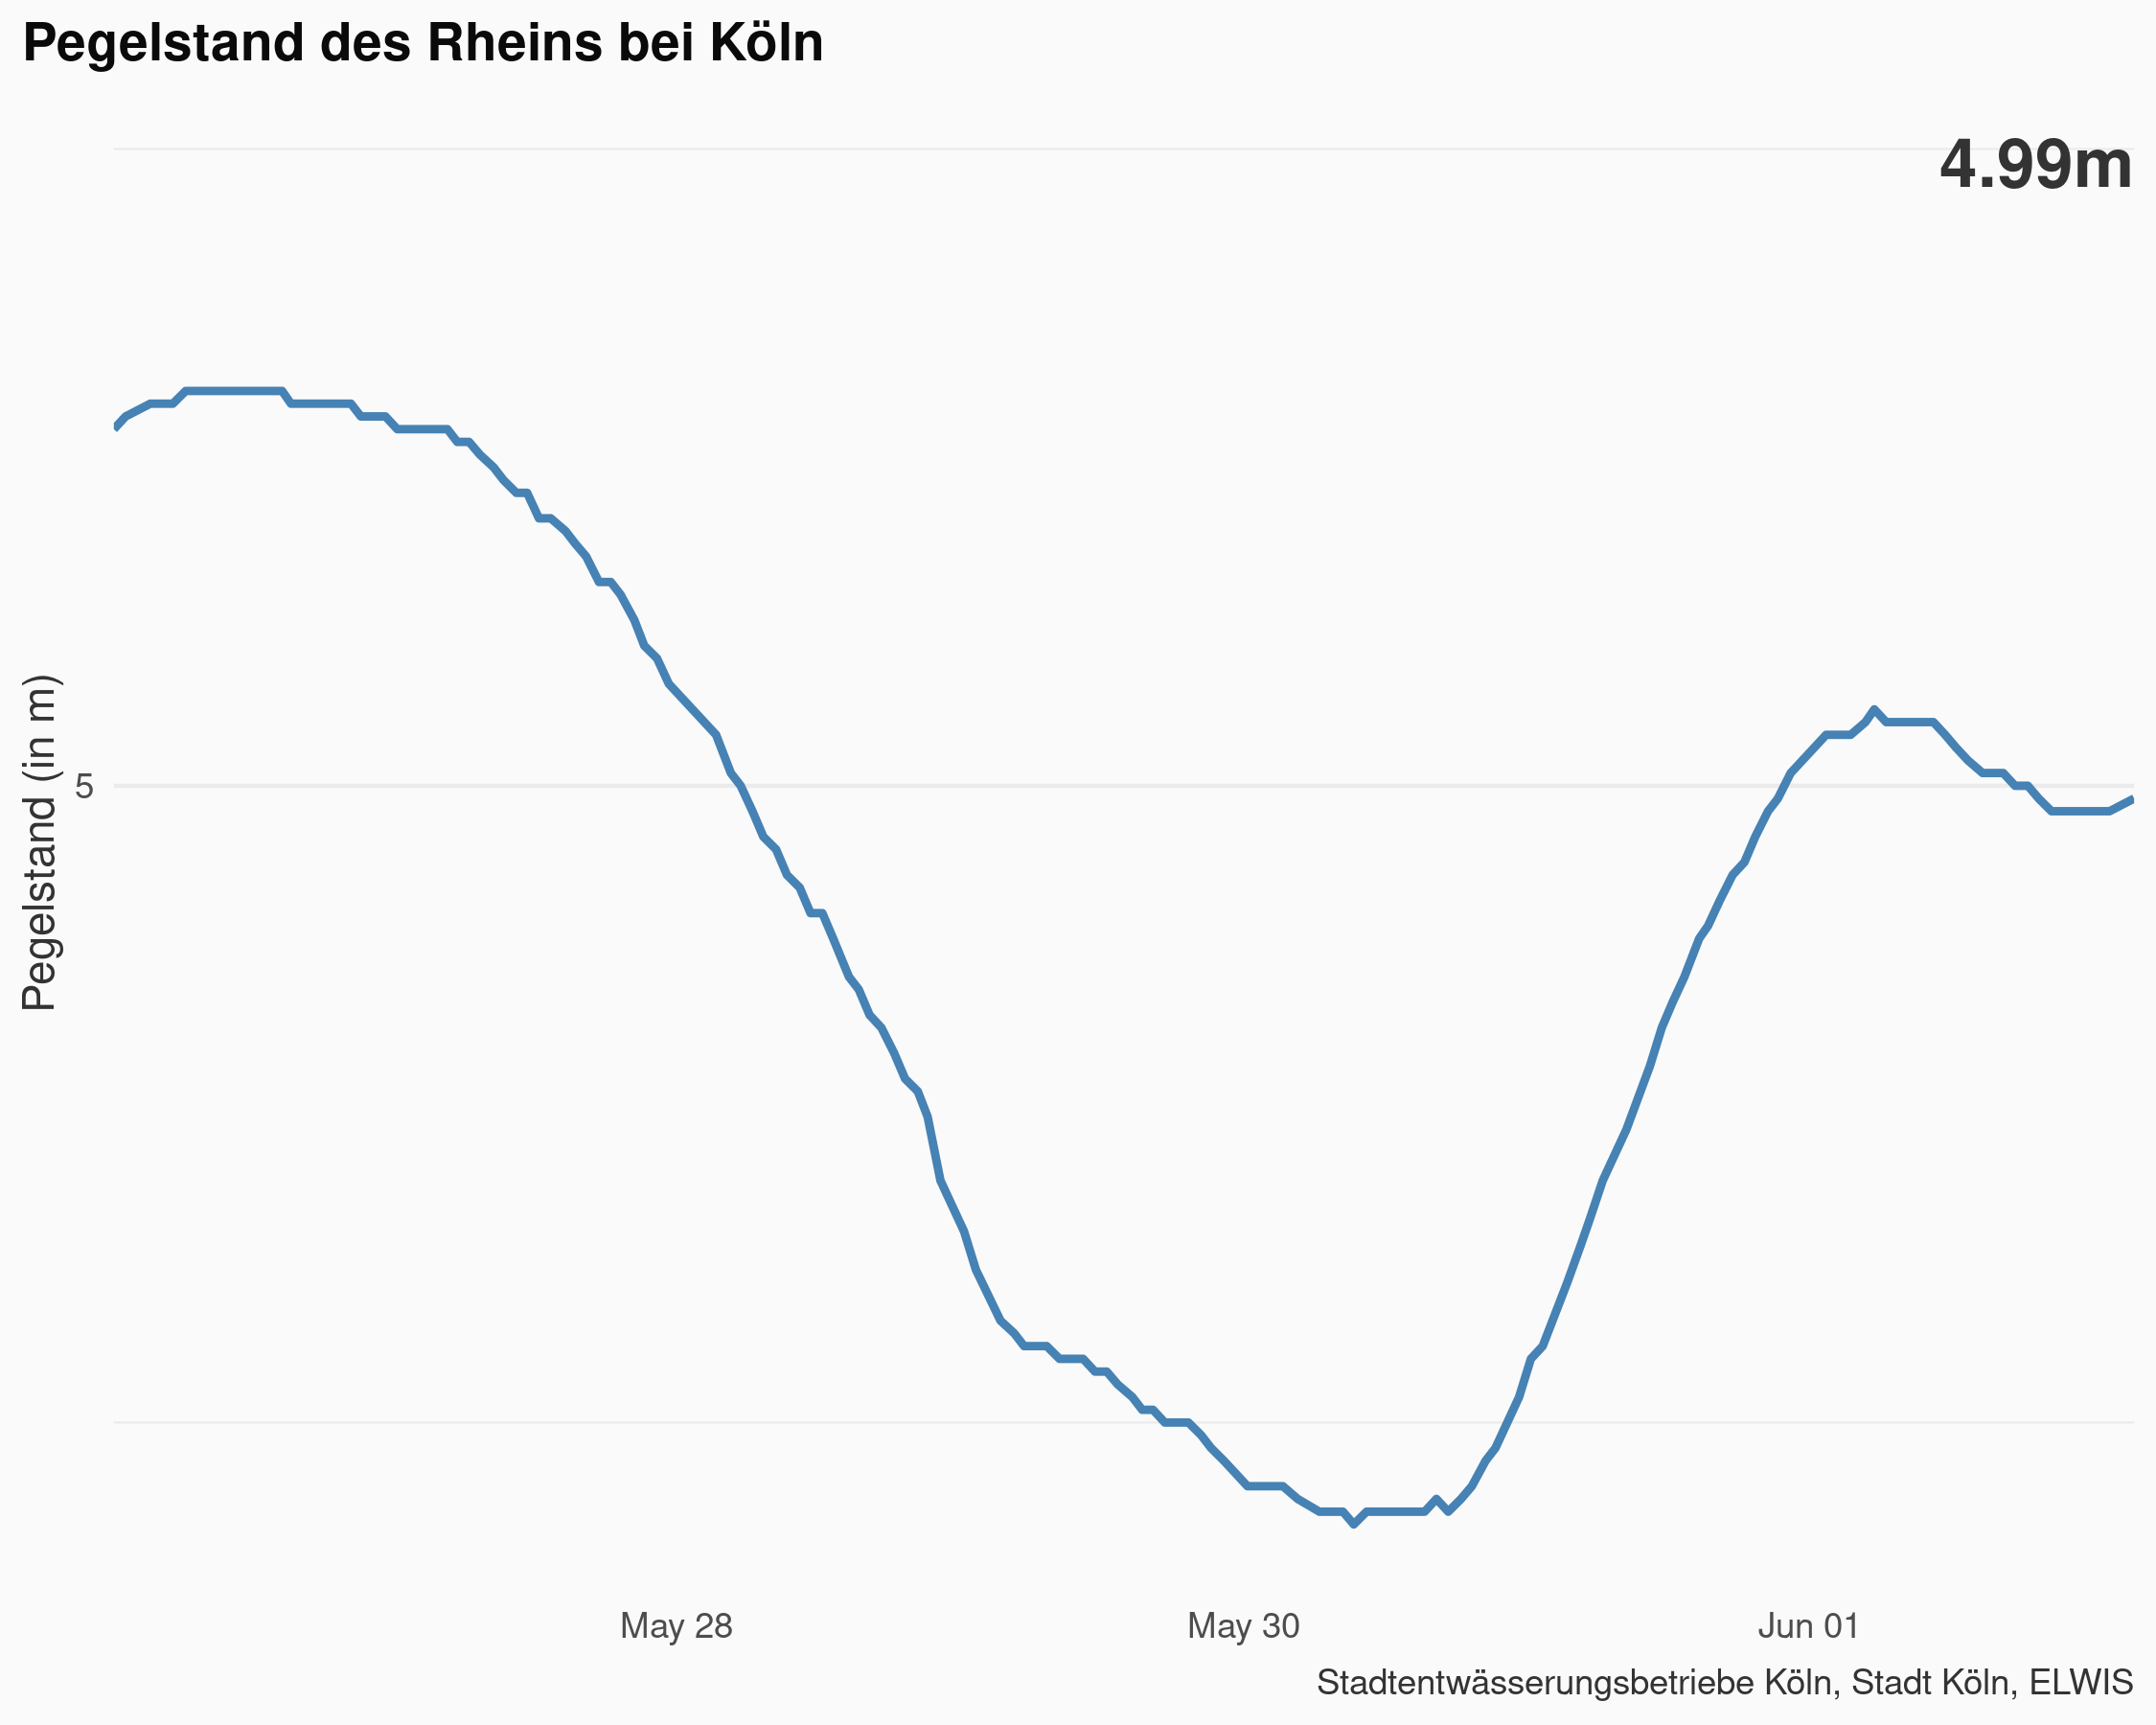 Pegelstand des Rheins bei Köln
4.99m
Pegelstand (in m)
5
May 28
May 30
Jun 01
Stadtentwässerungsbetriebe Köln, Stadt Köln, ELWIS